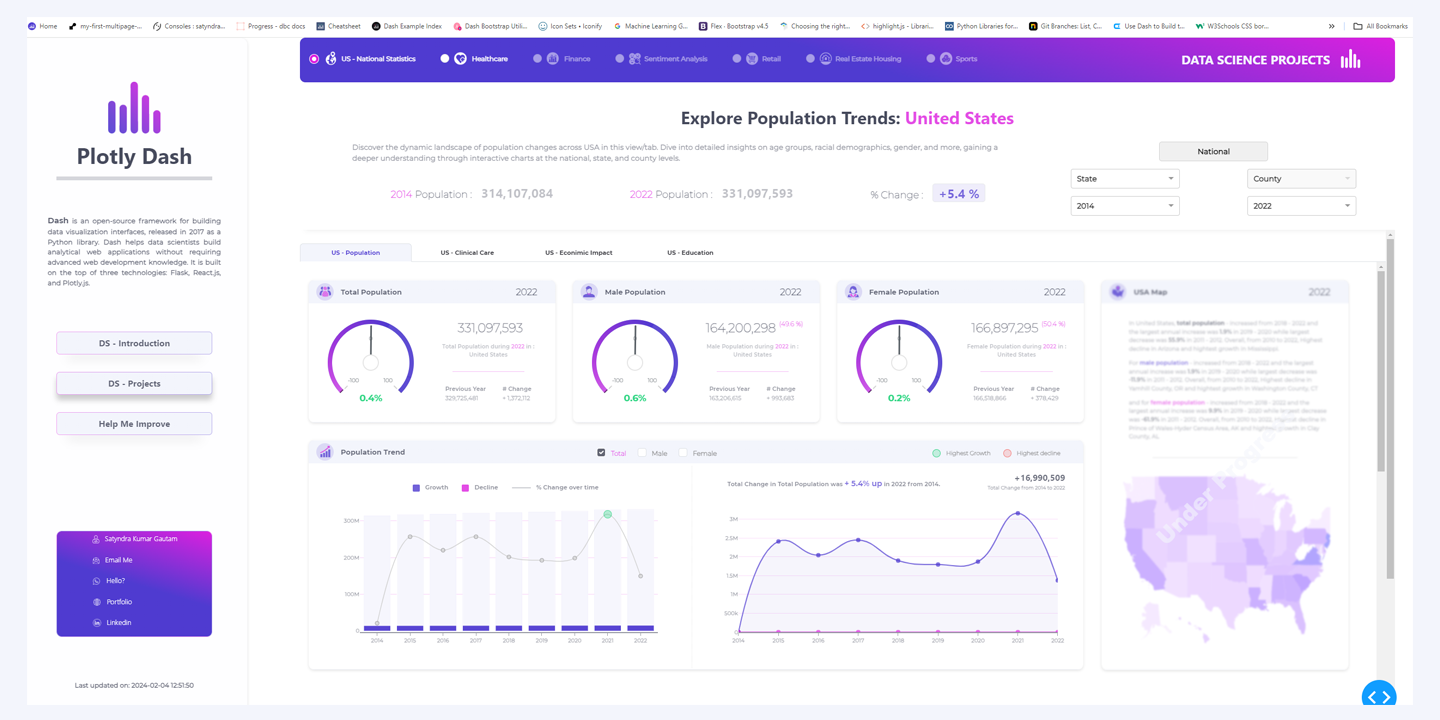 Home my-first-multipage-... Consoles : satyndra... Progress - dbc docs Cheatsheet Dash Example Index Dash Bootstrap Utili... Icon Sets • Iconify Machine Learning G... Flex · Bootstrap v4.5 Choosing the right... highlight.js - Librari... Python Libraries for... Git Branches: List, C... Use Dash to Build t... W3Schools CSS bor... » All Bookmarks
US - National Statistics Healthcare Finance Sentiment Analysis Retail Real Estate Housing Sports DATA SCIENCE PROJECTS
Plotly Dash
Dash is an open-source framework for building
data visualization interfaces, released in 2017 as a
Python library. Dash helps data scientists build
analytical web applications without requiring
advanced web development knowledge. It is built
on the top of three technologies: Flask, React.js,
and Plotly.js.
DS - Introduction
DS - Projects
Help Me Improve
Satyndra Kumar Gautam
Email Me
Hello?
Portfolio
Linkedin
Last updated on: 2024-02-04 12:51:50
Explore Population Trends: United States
Discover the dynamic landscape of population changes across USA in this view/tab. Dive into detailed insights on age groups, racial demographics, gender, and more, gaining a
deeper understanding through interactive charts at the national, state, and county levels.
2014 Population : 314,107,084 2022 Population : 331,097,593 % Change : +5.4 %
National
State County
2014 2022
US - Population US - Clinical Care US - Econimic Impact US - Education
Total Population 2022
-100 100
0.4%
331,097,593
Total Population during 2022 in :
United States
Previous Year # Change
329,725,481 + 1,372,112
Male Population 2022
-100 100
0.6%
164,200,298 (49.6 %)
Male Population during 2022 in :
United States
Previous Year # Change
163,206,615 + 993,683
Female Population 2022
-100 100
0.2%
166,897,295 (50.4 %)
Female Population during 2022 in :
United States
Previous Year # Change
166,518,866 + 378,429
USA Map 2022
In United States, total population - increased from 2018 - 2022 and
Under Progre
Population Trend Total Male Female Highest Growth Highest decline
Growth Decline % Change over time
300M
200M
100M
0
2014 2015 2016 2017 2018 2019 2020 2021 2022
Total Change in Total Population was + 5.4% up in 2022 from 2014.
+16,990,509
Total Change from 2014 to 2022
3M
2.5M
2M
1.5M
1M
500k
0
2014 2015 2016 2017 2018 2019 2020 2021 2022